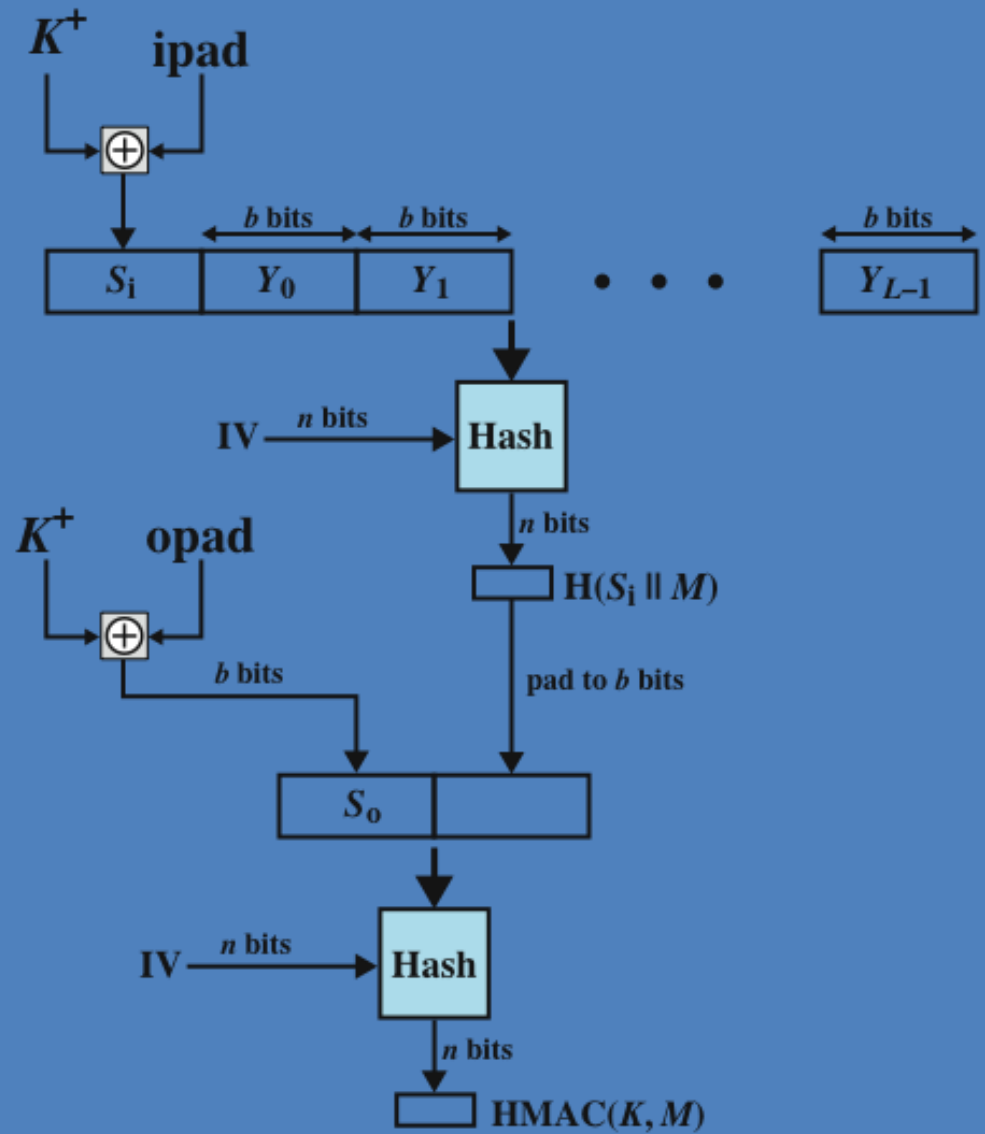 K⁺ ipad
b bits b bits b bits
Sᵢ Y₀ Y₁ • • • Y_L₋₁
IV n bits Hash
n bits
K⁺ opad
H(Sᵢ || M)
b bits pad to b bits
Sₒ
IV n bits Hash
n bits
HMAC(K, M)